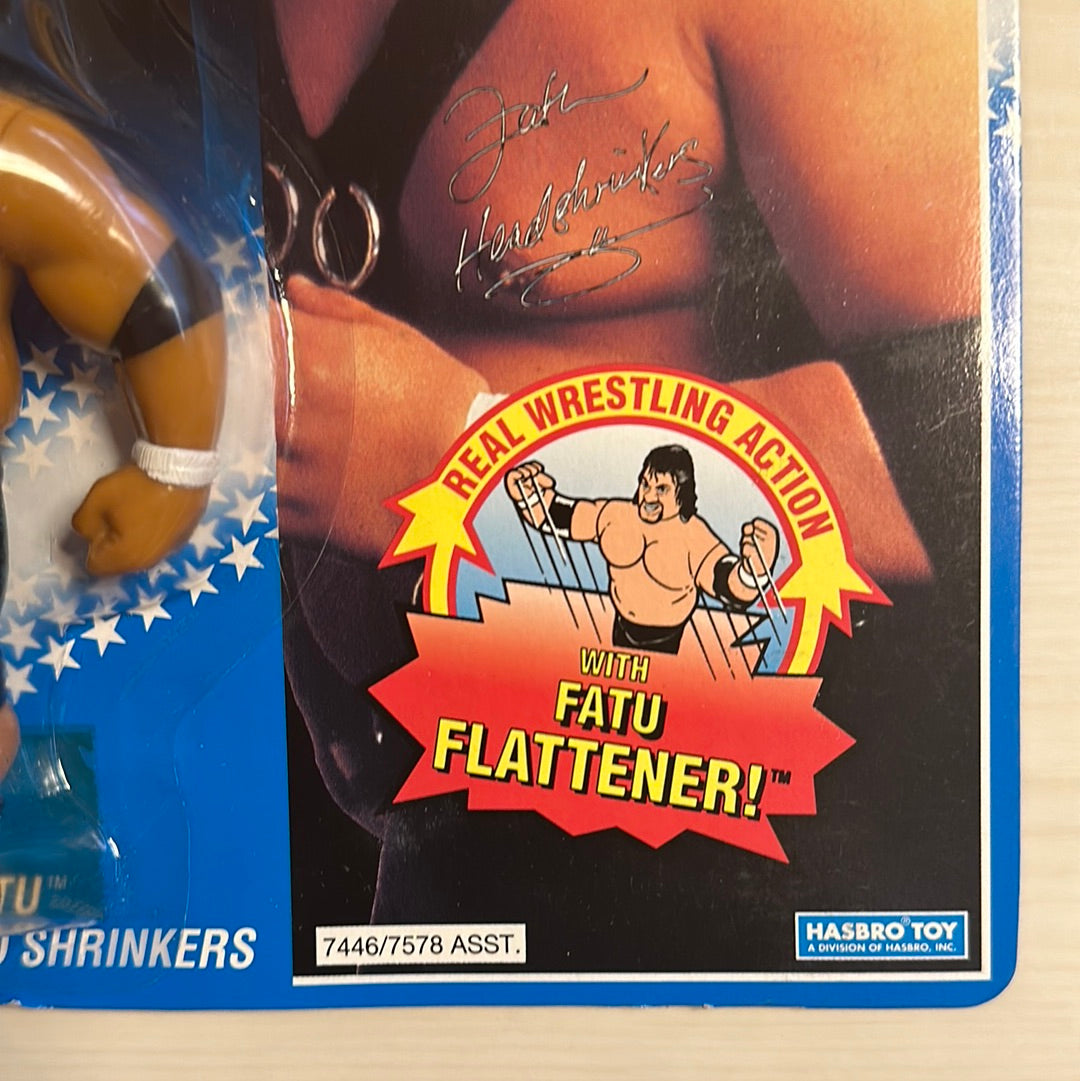 Fatu
Headshrinkers
REAL WRESTLING ACTION
WITH
FATU
FLATTENER!™
TU™
SHRINKERS
7446/7578 ASST.
HASBRO® TOY
A DIVISION OF HASBRO, INC.